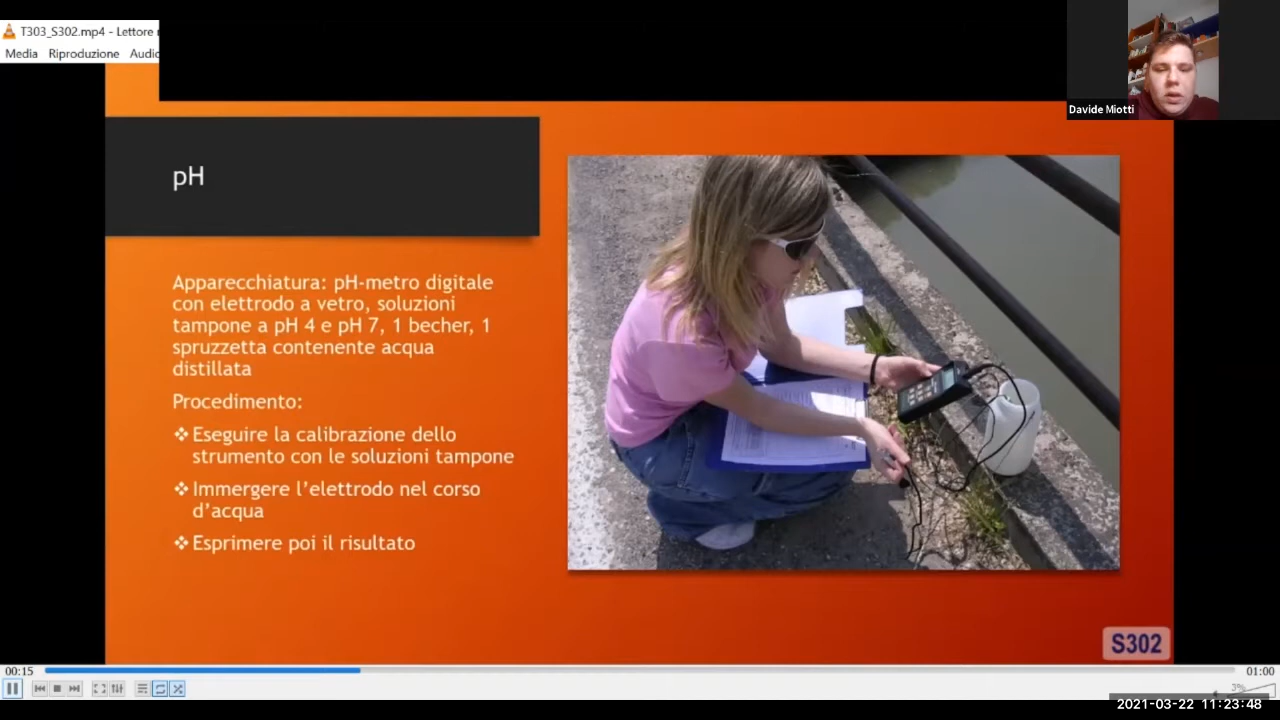 T303_S302.mp4 - Lettore
Media Riproduzione Audio
Davide Miotti
pH
Apparecchiatura: pH-metro digitale
con elettrodo a vetro, soluzioni
tampone a pH 4 e pH 7, 1 becher, 1
spruzzetta contenente acqua
distillata
Procedimento:
❖Eseguire la calibrazione dello
strumento con le soluzioni tampone
❖Immergere l’elettrodo nel corso
d’acqua
❖Esprimere poi il risultato
S302
00:15
01:00
3%
2021-03-22 11:23:48